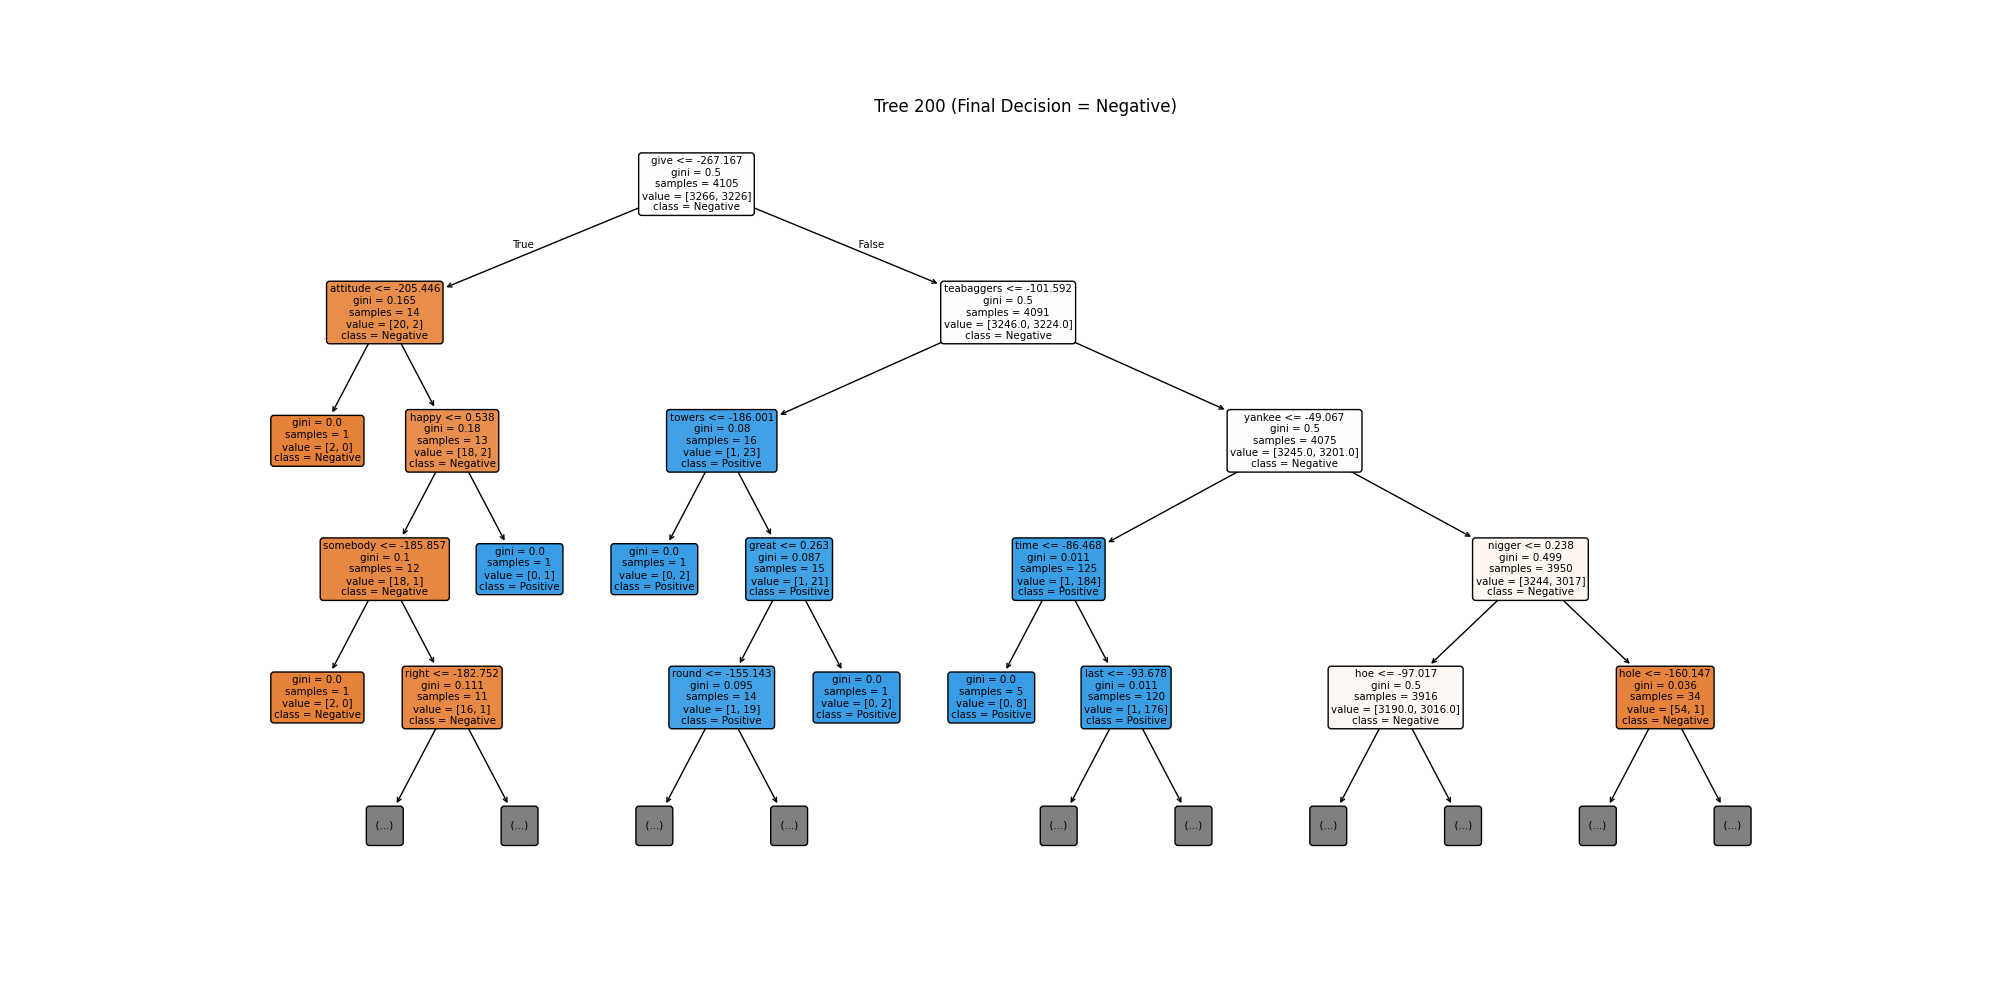 Tree 200 (Final Decision = Negative)
give <= -267.167
gini = 0.5
samples = 4105
value = [3266, 3226]
class = Negative
True
False
attitude <= -205.446
gini = 0.165
samples = 14
value = [20, 2]
class = Negative
teabaggers <= -101.592
gini = 0.5
samples = 4091
value = [3246.0, 3224.0]
class = Negative
gini = 0.0
samples = 1
value = [2, 0]
class = Negative
happy <= 0.538
gini = 0.18
samples = 13
value = [18, 2]
class = Negative
towers <= -186.001
gini = 0.08
samples = 16
value = [1, 23]
class = Positive
yankee <= -49.067
gini = 0.5
samples = 4075
value = [3245.0, 3201.0]
class = Negative
somebody <= -185.857
gini = 0.1
samples = 12
value = [18, 1]
class = Negative
gini = 0.0
samples = 1
value = [0, 1]
class = Positive
gini = 0.0
samples = 1
value = [0, 2]
class = Positive
great <= 0.263
gini = 0.087
samples = 15
value = [1, 21]
class = Positive
time <= -86.468
gini = 0.011
samples = 125
value = [1, 184]
class = Positive
nigger <= 0.238
gini = 0.499
samples = 3950
value = [3244, 3017]
class = Negative
gini = 0.0
samples = 1
value = [2, 0]
class = Negative
right <= -182.752
gini = 0.111
samples = 11
value = [16, 1]
class = Negative
round <= -155.143
gini = 0.095
samples = 14
value = [1, 19]
class = Positive
gini = 0.0
samples = 1
value = [0, 2]
class = Positive
gini = 0.0
samples = 5
value = [0, 8]
class = Positive
last <= -93.678
gini = 0.011
samples = 120
value = [1, 176]
class = Positive
hoe <= -97.017
gini = 0.5
samples = 3916
value = [3190.0, 3016.0]
class = Negative
hole <= -160.147
gini = 0.036
samples = 34
value = [54, 1]
class = Negative
(...)
(...)
(...)
(...)
(...)
(...)
(...)
(...)
(...)
(...)